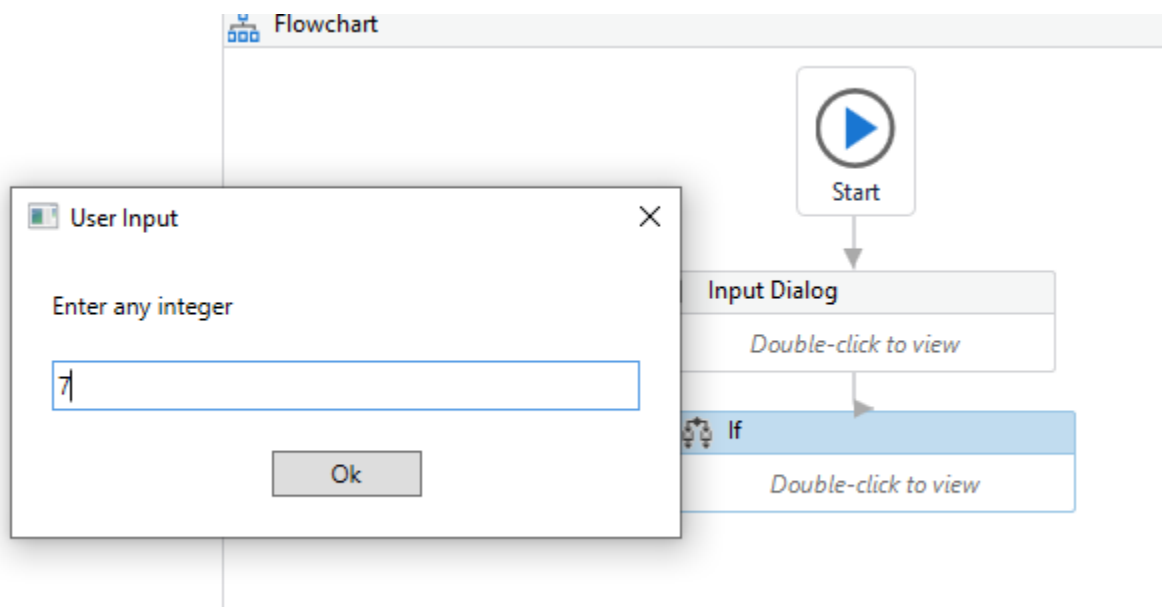 Flowchart
Start
User Input
Enter any integer
7
Ok
Input Dialog
Double-click to view
If
Double-click to view